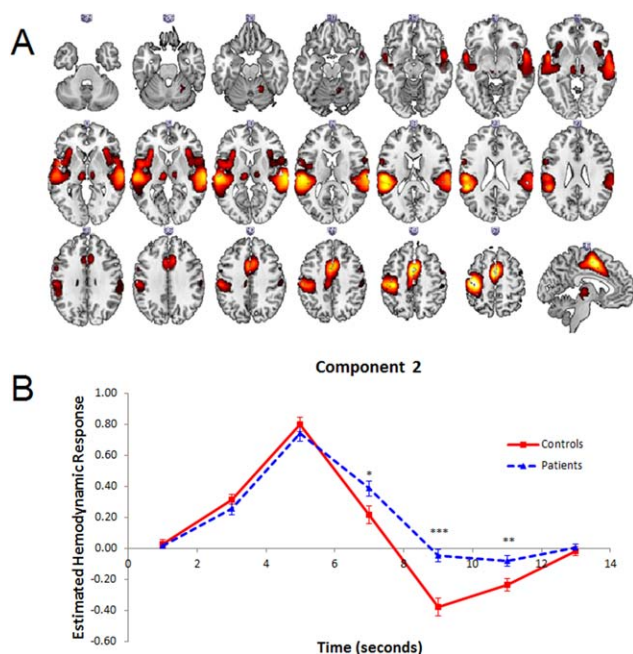 A
Component 2
B
1.00
0.80
0.60
0.40
0.20
0.00
-0.20
-0.40
-0.60
0 2 4 6 8 10 12 14
*
***
**
Controls
Patients
Estimated Hemodynamic Response
Time (seconds)